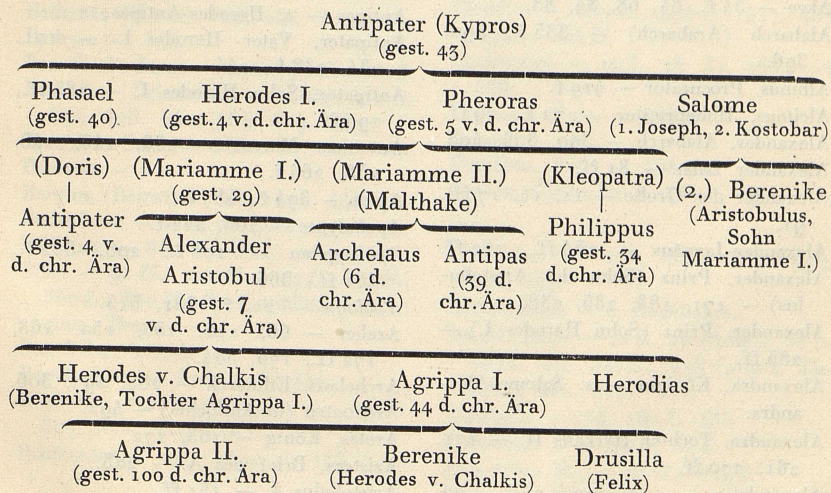 Antipater (Kypros)
(gest. 43)
Phasael
(gest. 40)
Herodes I.
(gest. 4 v. d. chr. Ära)
Pheroras
(gest. 5 v. d. chr. Ära)
Salome
(1. Joseph, 2. Kostobar)
(Doris)
Antipater
(gest. 4 v.
d. chr. Ära)
(Mariamme I.)
(gest. 29)
Alexander
Aristobul
(gest. 7
v. d. chr. Ära)
(Mariamme II.)
(Malthake)
Archelaus
(6 d.
chr. Ära)
Antipas
(39 d.
chr. Ära)
(Kleopatra)
Philippus
(gest. 34
d. chr. Ära)
(2.) Berenike
(Aristobulus,
Sohn
Mariammes I.)
Herodes v. Chalkis
(Berenike, Tochter Agrippa I.)
Agrippa I.
(gest. 44 d. chr. Ära)
Herodias
Agrippa II.
(gest. 100 d. chr. Ära)
Berenike
(Herodes v. Chalkis)
Drusilla
(Felix)